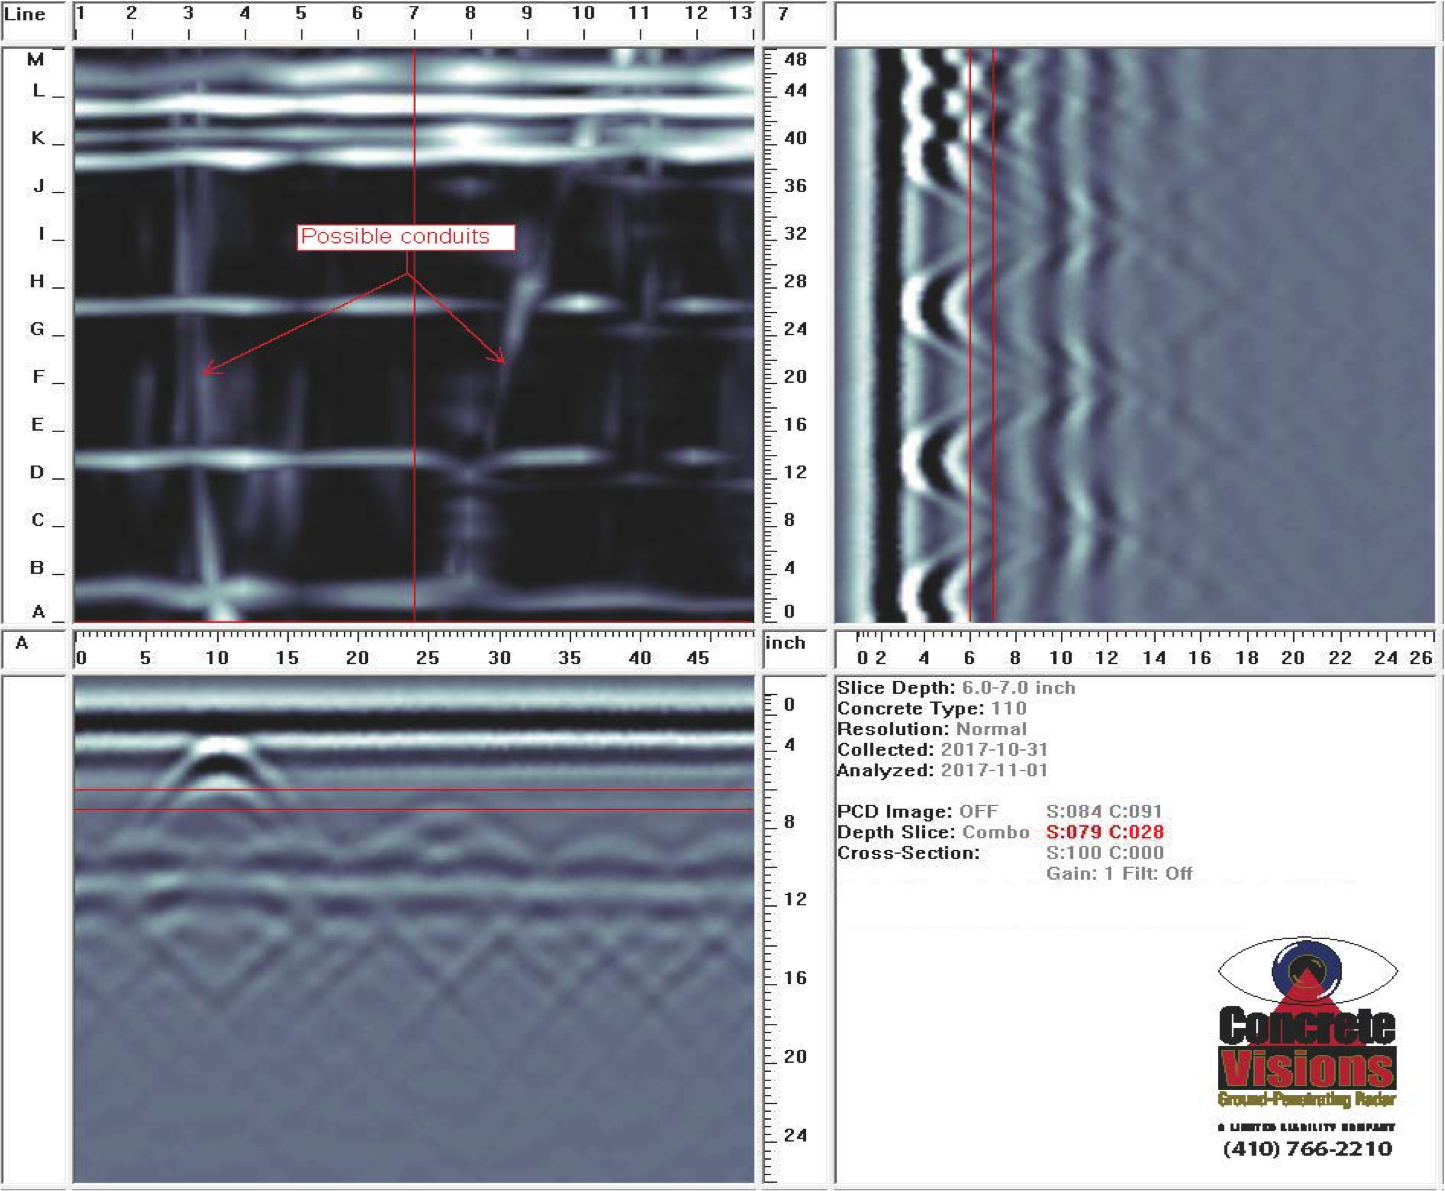 Line 1 2 3 4 5 6 7 8 9 10 11 12 13 7
M
L
K
J
I
H
G
F
E
D
C
B
A
Possible conduits
48
44
40
36
32
28
24
20
16
12
8
4
0
A 0 5 10 15 20 25 30 35 40 45 inch 0 2 4 6 8 10 12 14 16 18 20 22 24 26
0
4
8
12
16
20
24
Slice Depth: 6.0-7.0 inch
Concrete Type: 110
Resolution: Normal
Collected: 2017-10-31
Analyzed: 2017-11-01
PCD Image: OFF S:084 C:091
Depth Slice: Combo S:079 C:028
Cross-Section: S:100 C:000
Gain: 1 Filt: Off
Concrete
Visions
Ground-Penetrating Radar
A LIMITED LIABILITY COMPANY
(410) 766-2210